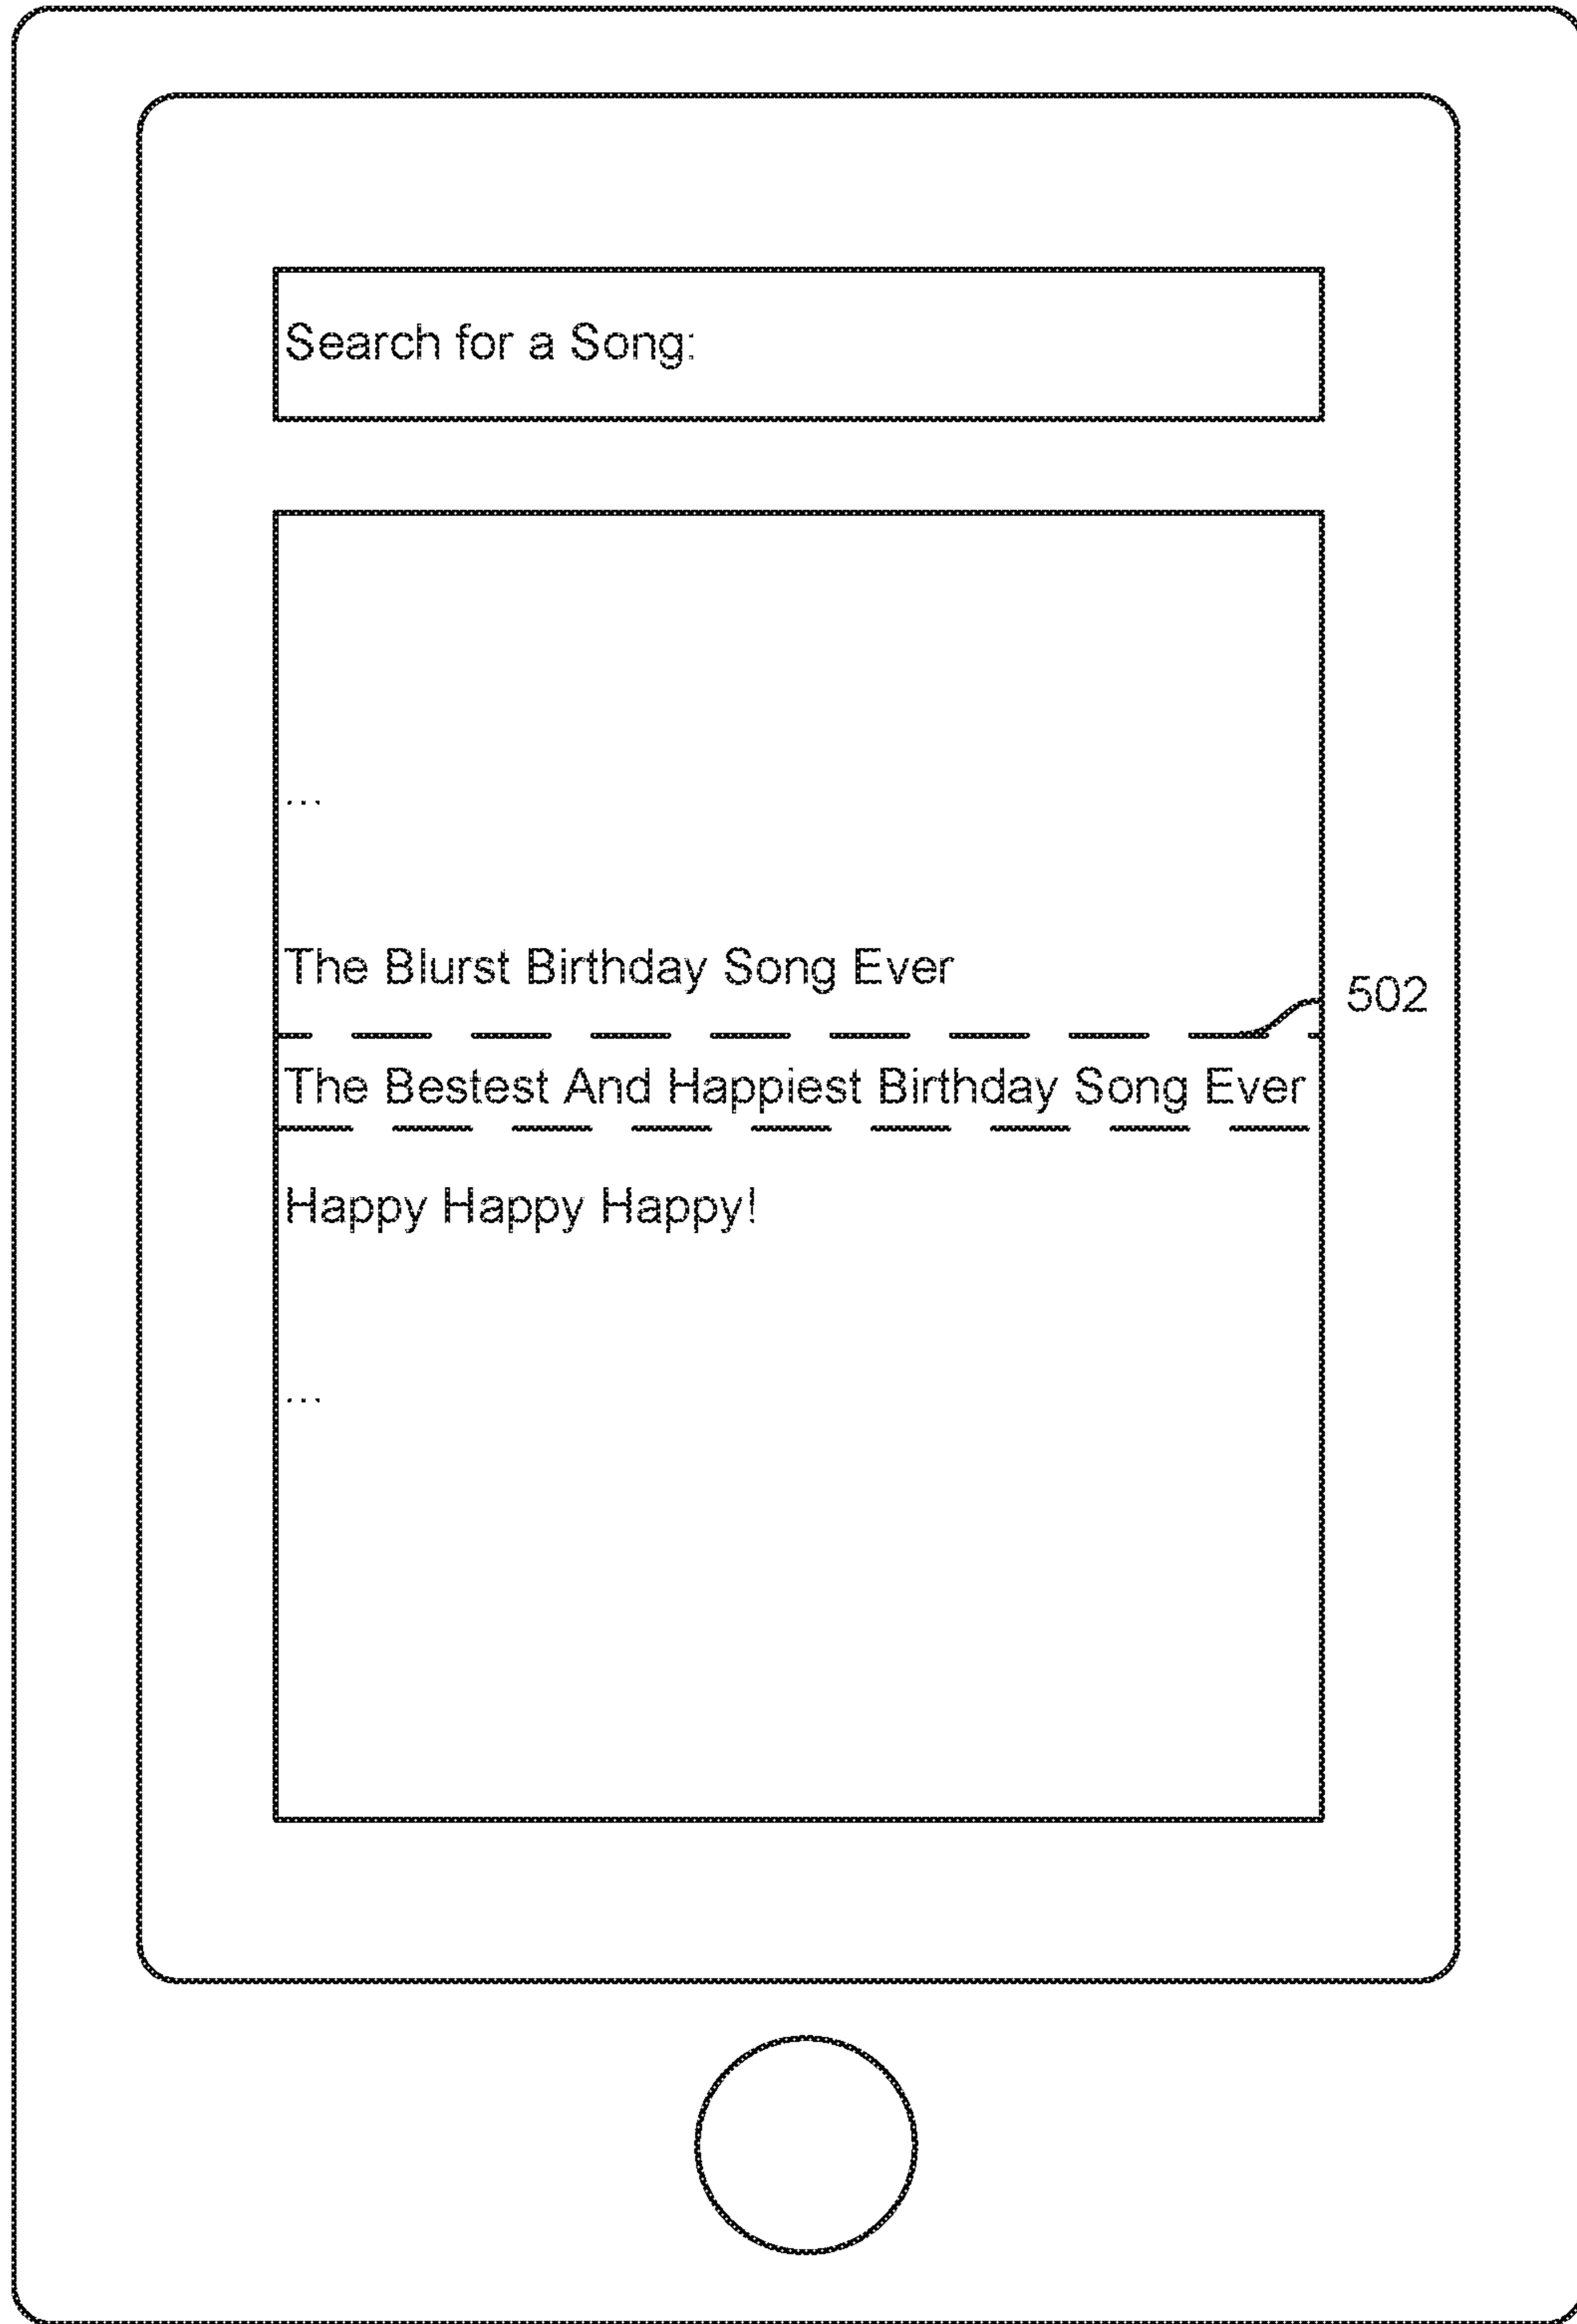 Search for a Song:
...
The Blurst Birthday Song Ever
502
The Bestest And Happiest Birthday Song Ever
Happy Happy Happy!
...